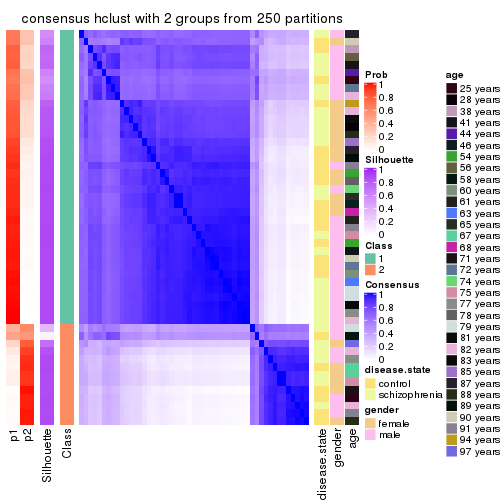 consensus hclust with 2 groups from 250 partitions
p1
p2
Silhouette
Class
disease.state
gender
age
Prob
1
0.8
0.6
0.4
0.2
0
Silhouette
1
0.8
0.6
0.4
0.2
0
Class
1
2
Consensus
1
0.8
0.6
0.4
0.2
0
disease.state
control
schizophrenia
gender
female
male
age
25 years
28 years
38 years
41 years
44 years
46 years
54 years
56 years
58 years
60 years
61 years
63 years
65 years
67 years
68 years
71 years
72 years
74 years
75 years
77 years
78 years
79 years
81 years
82 years
83 years
85 years
87 years
88 years
89 years
90 years
91 years
94 years
97 years